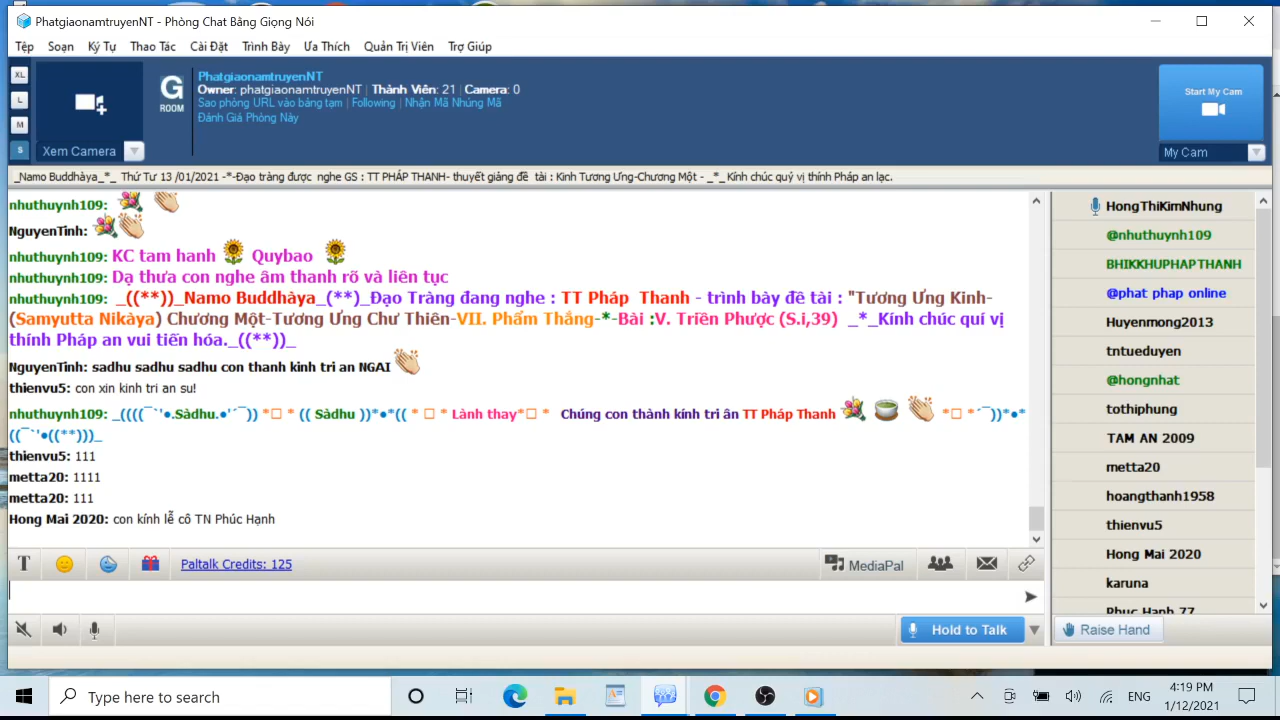 PhatgiaonamtruyenNT - Phòng Chat Bằng Giọng Nói
Tệp Soạn Ký Tự Thao Tác Cài Đặt Trình Bày Ưa Thích Quản Trị Viên Trợ Giúp
XL
L
M
S
Xem Camera
G
ROOM
PhatgiaonamtruyenNT
Owner: phatgiaonamtruyenNT | Thành Viên: 21 | Camera: 0
Sao phòng URL vào bảng tạm | Following | Nhận Mã Nhúng Mã
Đánh Giá Phòng Này
Start My Cam
My Cam
_Namo Buddhàya_*_ Thứ Tư 13 /01/2021 -*-Đạo tràng được nghe GS : TT PHÁP THANH- thuyết giảng đề tài : Kinh Tương Ưng-Chương Một - _*_ Kính chúc quý vị thính Pháp an lạc.
nhuthuynh109:
NguyenTinh:
nhuthuynh109: KC tam hanh Quybao
nhuthuynh109: Dạ thưa con nghe âm thanh rõ và liên tục
nhuthuynh109: _((**))_Namo Buddhàya_(**)_Đạo Tràng đang nghe : TT Pháp Thanh - trình bày đề tài : "Tương Ưng Kinh-
(Samyutta Nikàya) Chương Một-Tương Ưng Chư Thiên-VII. Phẩm Thắng-*-Bài :V. Triền Phược (S.i,39) _*_Kính chúc quí vị
thính Pháp an vui tiến hóa._((**))_
NguyenTinh: sadhu sadhu sadhu con thanh kinh tri an NGAI
thienvu5: con xin kinh tri an su!
nhuthuynh109: _((((¯`'●.Sàdhu.●'´¯)) *□ * (( Sàdhu ))*●*(( * □ * Lành thay*□ * Chúng con thành kính tri ân TT Pháp Thanh *□ *´¯))*●*
((¯`'●((**)))_
thienvu5: 111
metta20: 1111
metta20: 111
Hong Mai 2020: con kính lễ cô TN Phúc Hạnh
HongThiKimNhung
@nhuthuynh109
BHIKKHUPHAPTHANH
@phat phap online
Huyenmong2013
tntueduyen
@hongnhat
tothiphung
TAM AN 2009
metta20
hoangthanh1958
thienvu5
Hong Mai 2020
karuna
Phuc Hanh 77
T Paltalk Credits: 125 MediaPal
Hold to Talk
Raise Hand
Type here to search
ENG
4:19 PM
1/12/2021